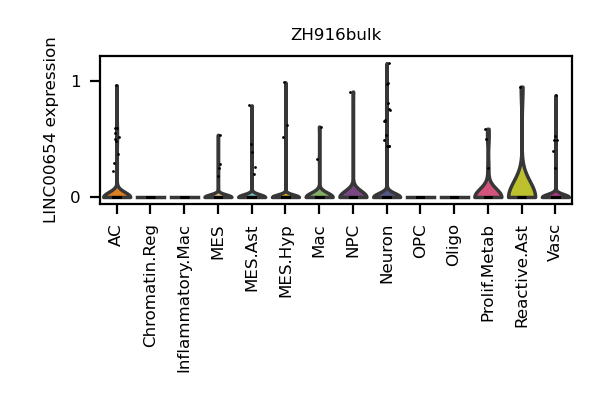 ZH916bulk
LINC00654 expression
1
0
AC
Chromatin.Reg
Inflammatory.Mac
MES
MES.Ast
MES.Hyp
Mac
NPC
Neuron
OPC
Oligo
Prolif.Metab
Reactive.Ast
Vasc